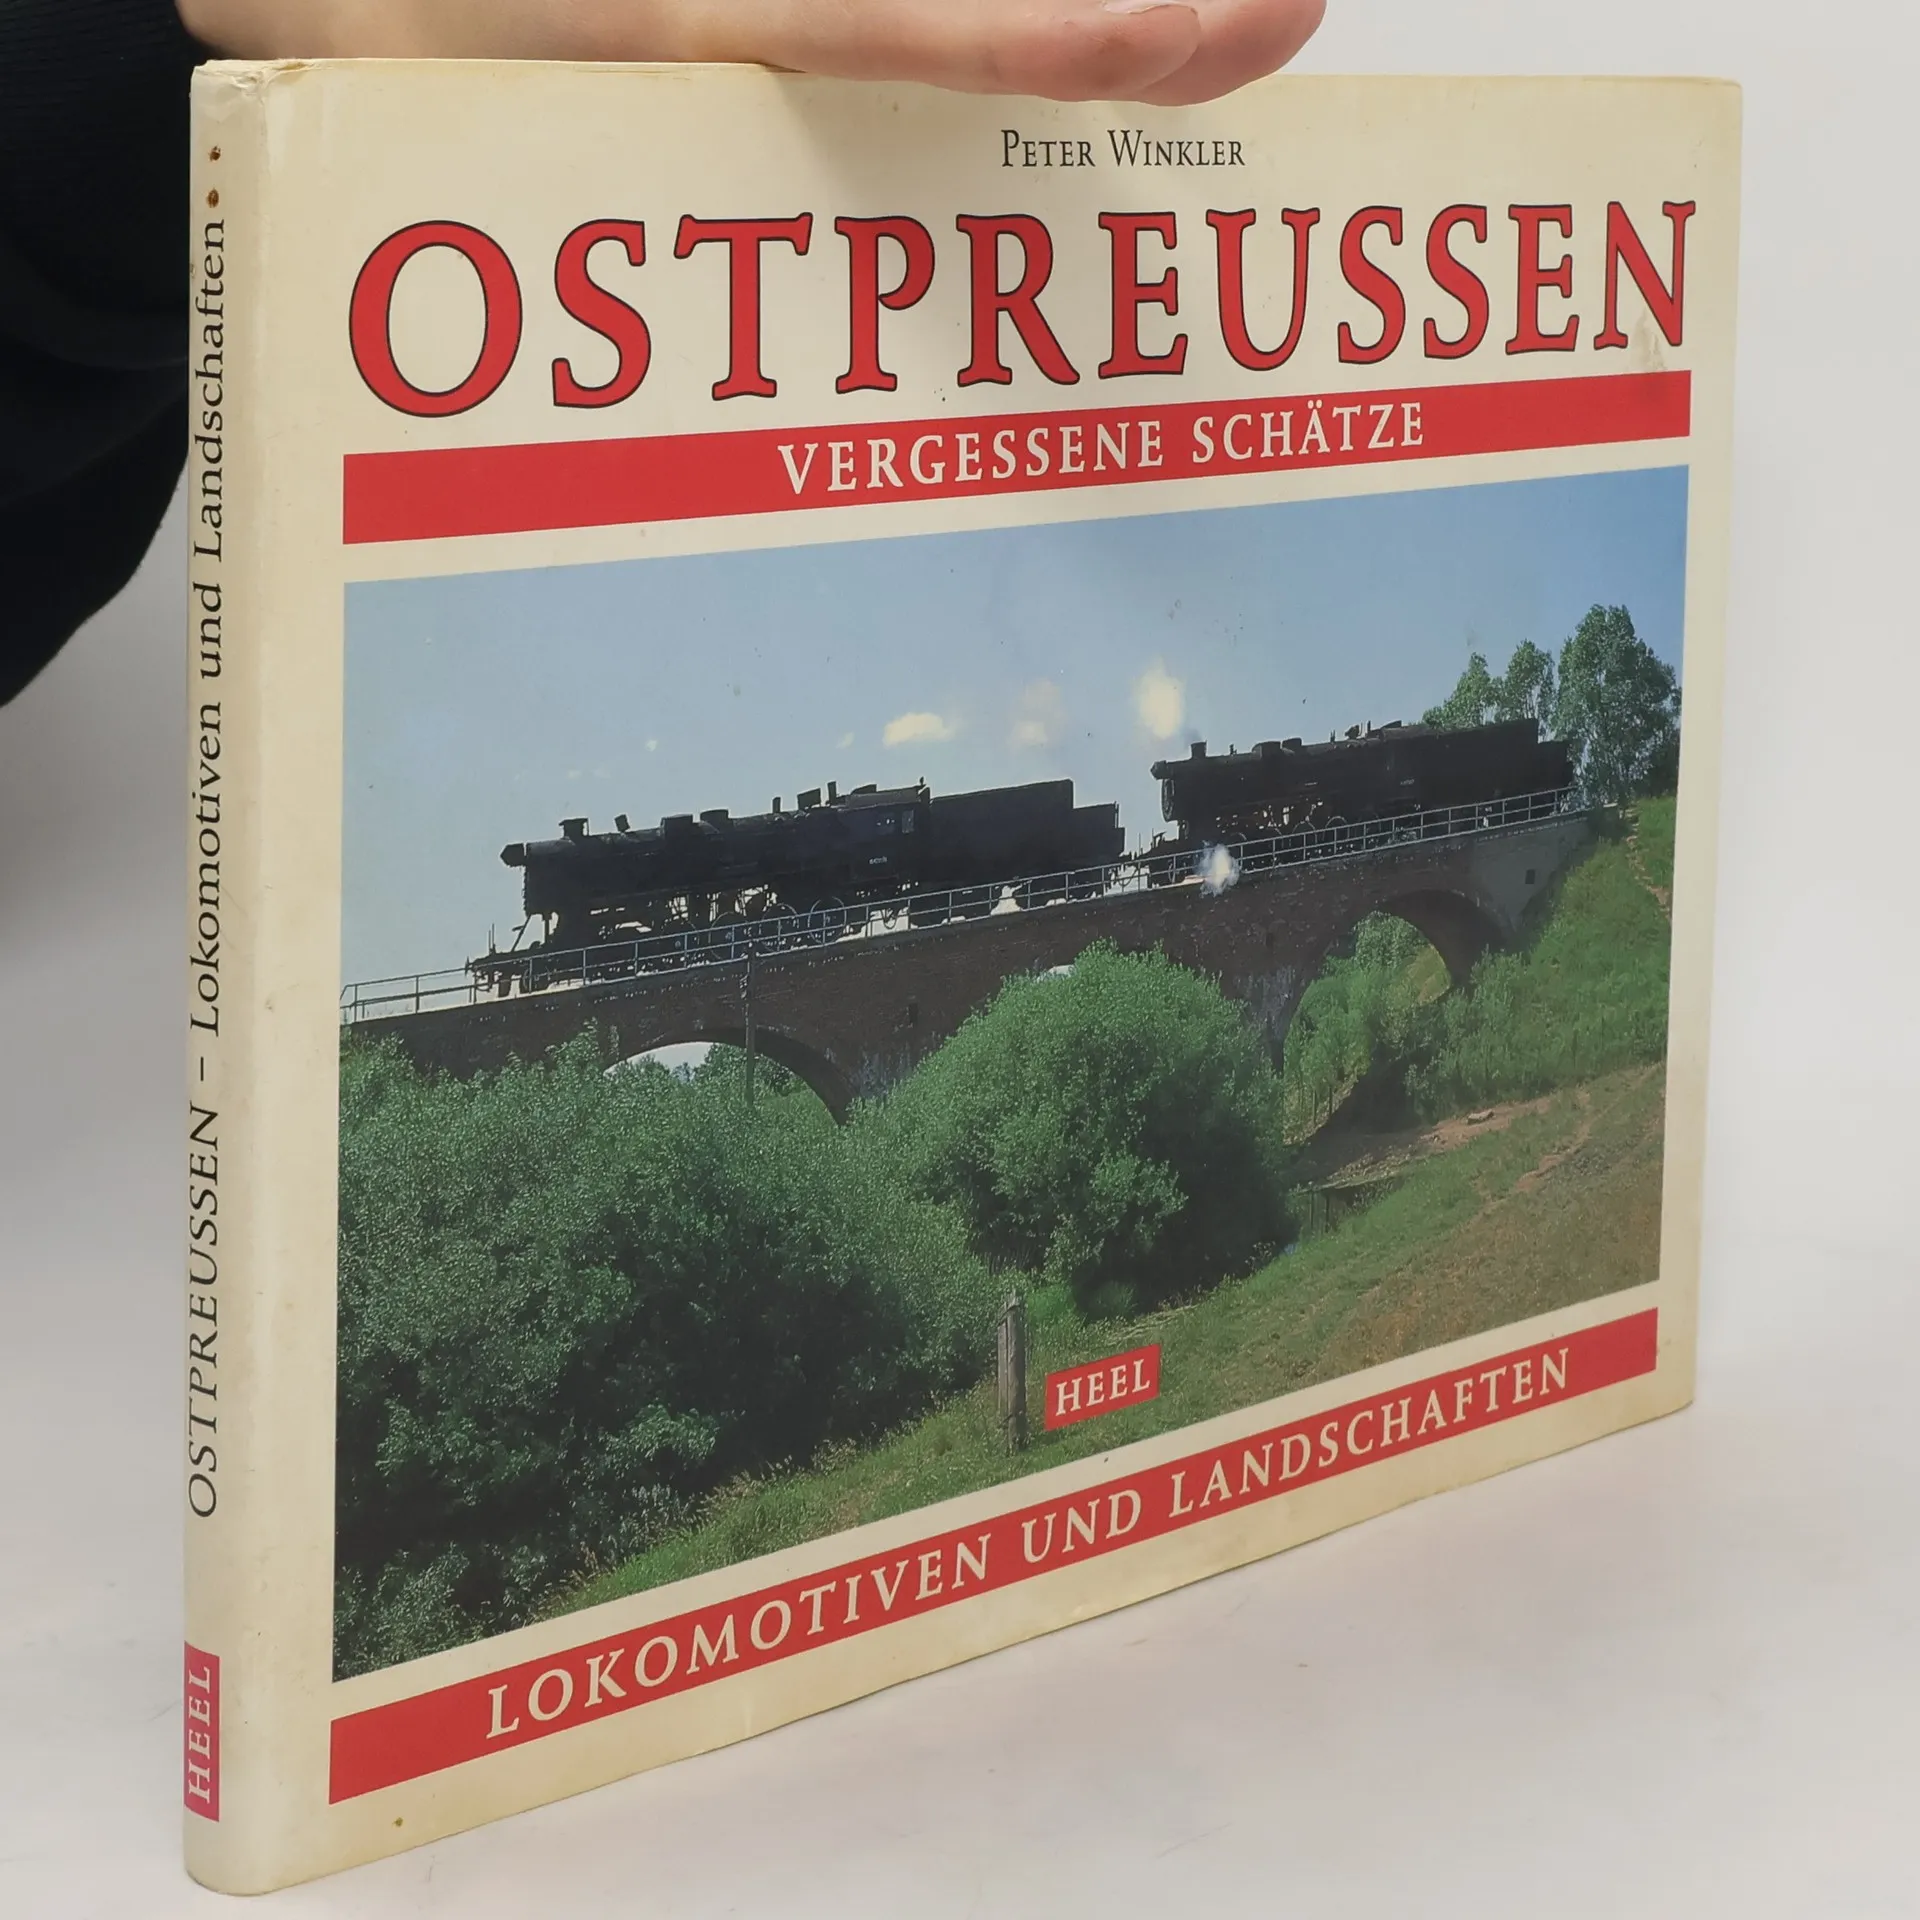 PETER WINKLER
OSTPREUSSEN
VERGESSENE SCHÄTZE
HEEL
LOKOMOTIVEN UND LANDSCHAFTEN
OSTPREUSSEN – Lokomotiven und Landschaften
HEEL